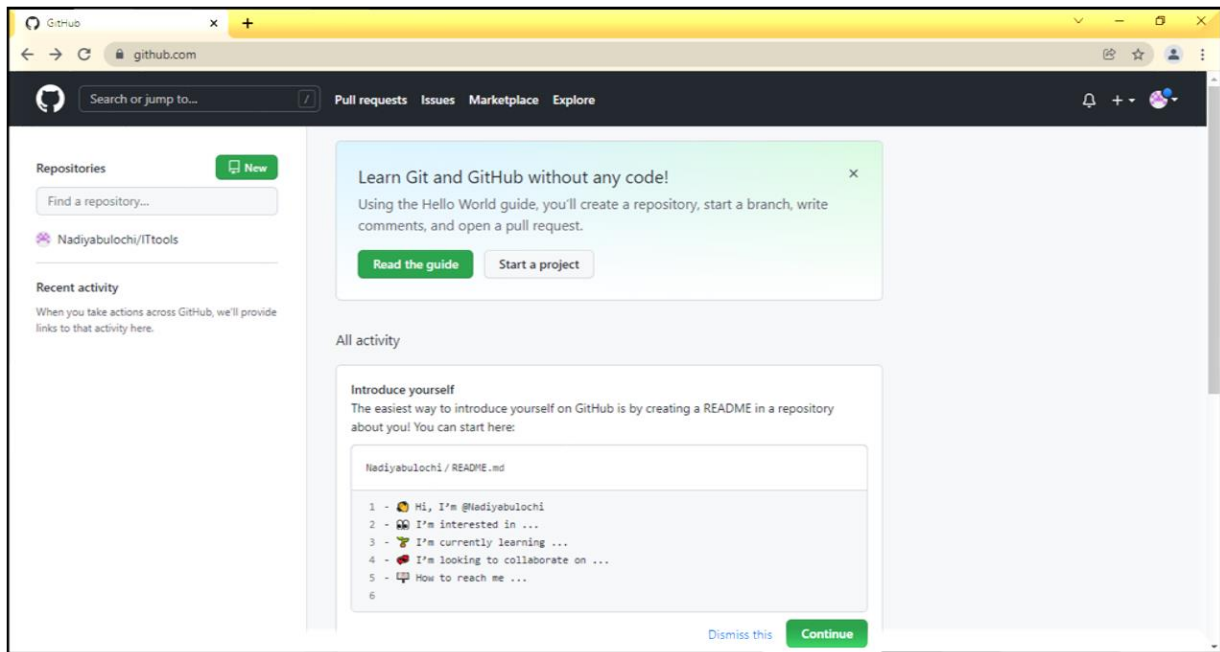 GitHub
github.com
Search or jump to...
/
Pull requests Issues Marketplace Explore
Repositories
New
Find a repository...
Nadiyabulochi/ITtools
Recent activity
When you take actions across GitHub, we'll provide
links to that activity here.
Learn Git and GitHub without any code!
Using the Hello World guide, you'll create a repository, start a branch, write
comments, and open a pull request.
Read the guide
Start a project
All activity
Introduce yourself
The easiest way to introduce yourself on GitHub is by creating a README in a repository
about you! You can start here:
Nadiyabulochi / README.md
1 - 👋 Hi, I'm @Nadiyabulochi
2 - 👀 I'm interested in ...
3 - 🌱 I'm currently learning ...
4 - 💞️ I'm looking to collaborate on ...
5 - 📫 How to reach me ...
6
Dismiss this
Continue